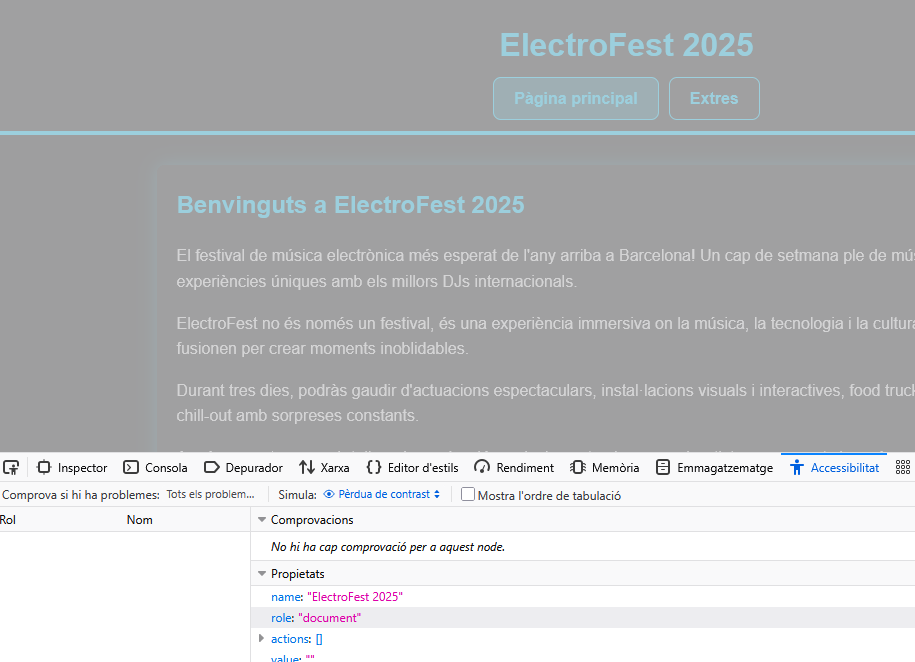 ElectroFest 2025
Pàgina principal
Extres
Benvinguts a ElectroFest 2025
El festival de música electrònica més esperat de l'any arriba a Barcelona! Un cap de setmana ple de
experiències úniques amb els millors DJs internacionals.
ElectroFest no és només un festival, és una experiència immersiva on la música, la tecnologia i la cultura
fusionen per crear moments inoblidables.
Durant tres dies, podràs gaudir d'actuacions espectaculars, instal·lacions visuals i interactives, food truck
chill-out amb sorpreses constants.
Inspector
Consola
Depurador
Xarxa
Editor d'estils
Rendiment
Memòria
Emmagatzematge
Accessibilitat
Comprova si hi ha problemes: Tots els problem...
Simula: Pèrdua de contrast
Mostra l'ordre de tabulació
Rol
Nom
Comprovacions
No hi ha cap comprovació per a aquest node.
Propietats
name: "ElectroFest 2025"
role: "document"
actions: []
value: ""